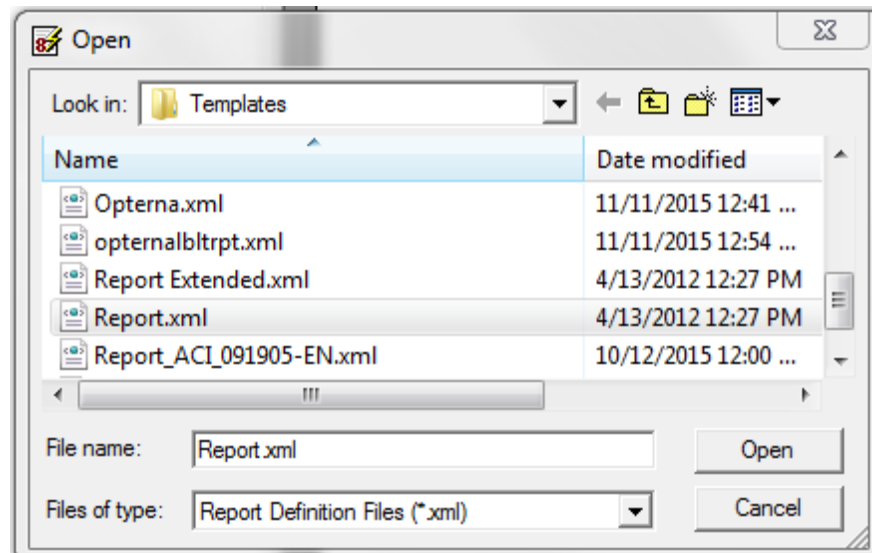 Open
Look in: Templates
Name Date modified
Opterna.xml 11/11/2015 12:41 ...
opternalbltrpt.xml 11/11/2015 12:54 ...
Report Extended.xml 4/13/2012 12:27 PM
Report.xml 4/13/2012 12:27 PM
Report_ACI_091905-EN.xml 10/12/2015 12:00 ...
File name: Report.xml Open
Files of type: Report Definition Files (*.xml) Cancel